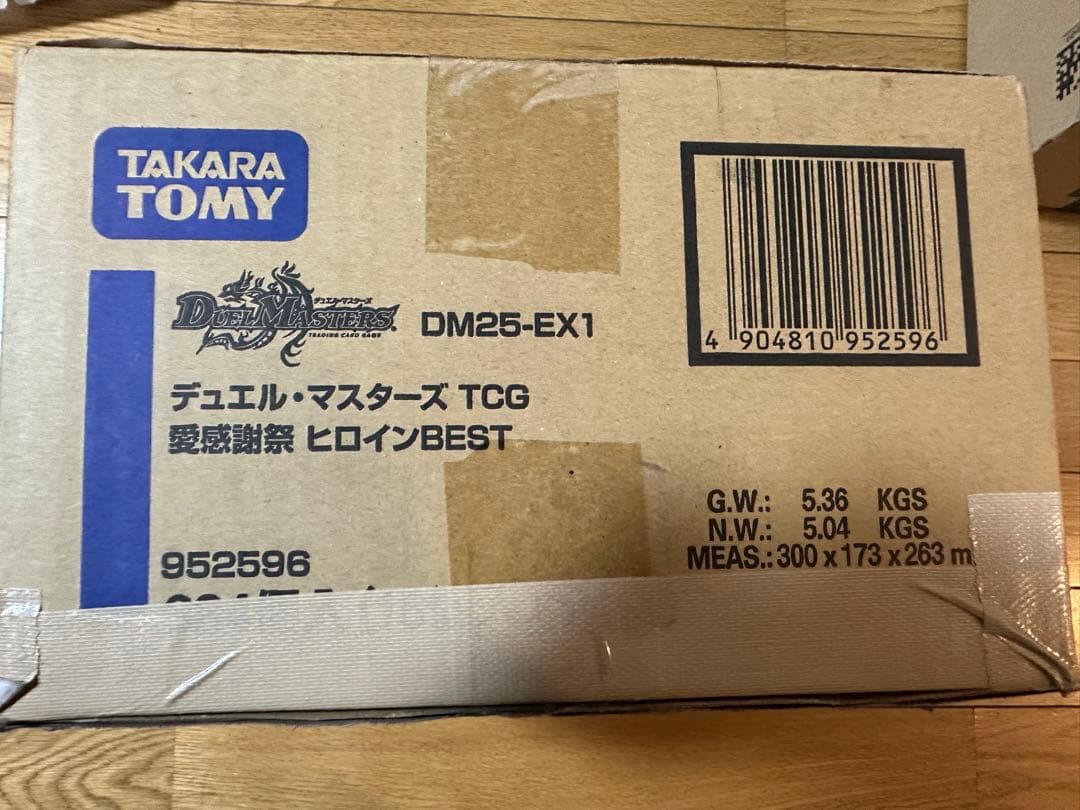 TAKARA
TOMY
デュエル・マスターズ
DUEL MASTERS
TRADING CARD GAME
DM25-EX1
デュエル・マスターズ TCG
愛感謝祭 ヒロインBEST
952596
4 904810 952596
G.W.: 5.36 KGS
N.W.: 5.04 KGS
MEAS.: 300 x 173 x 263 m